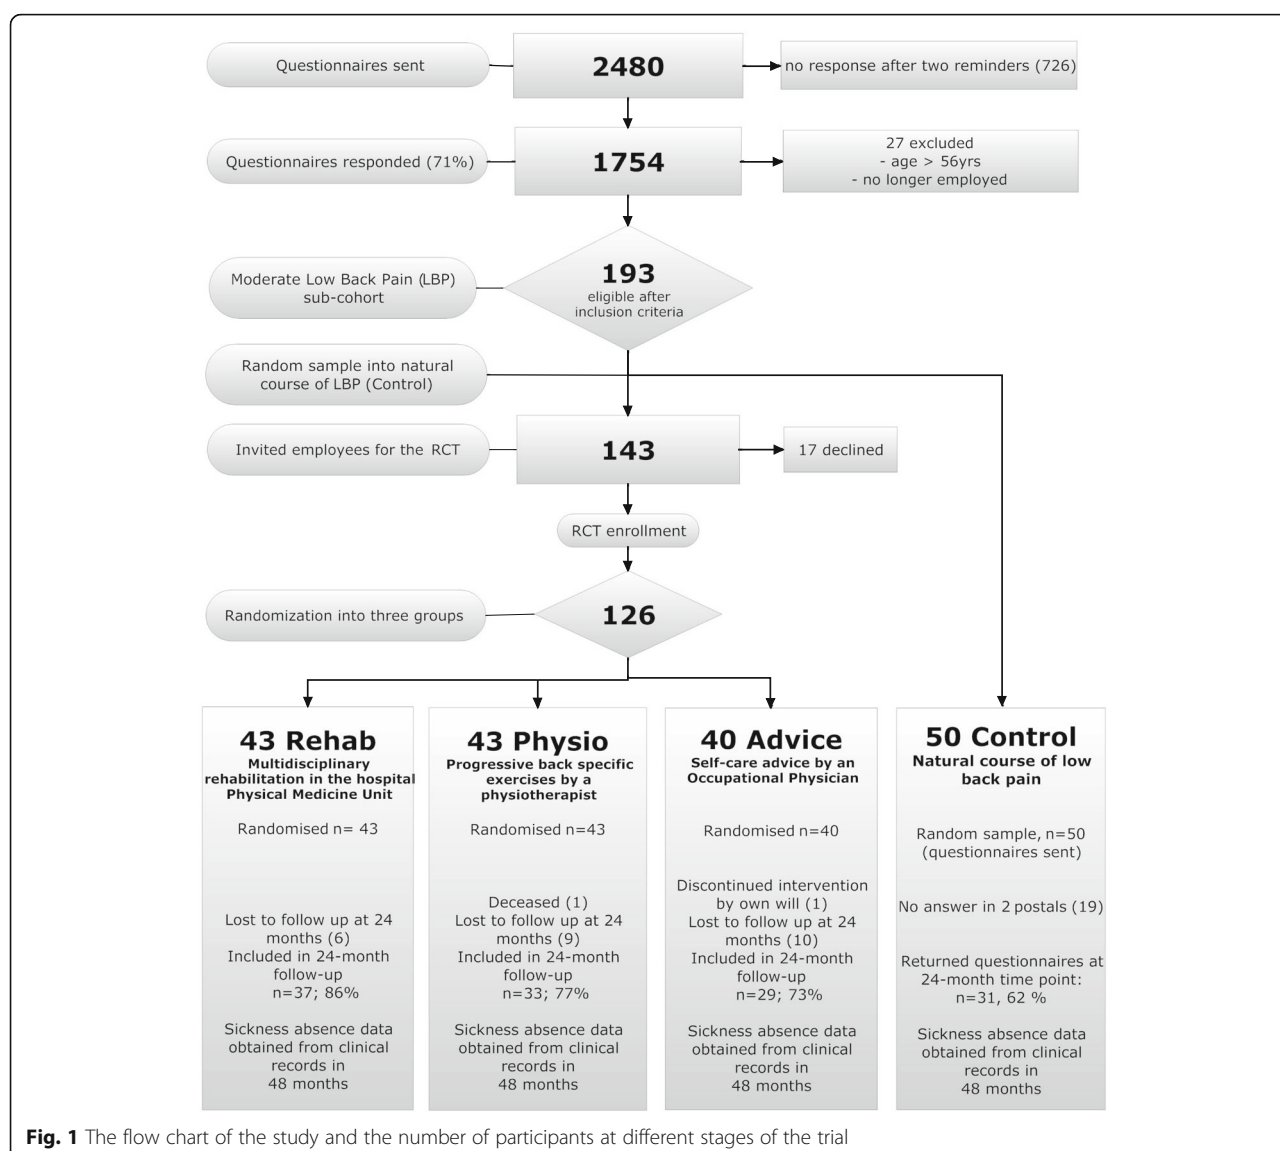 Questionnaires sent
2480
no response after two reminders (726)
Questionnaires responded (71%)
1754
27 excluded
- age > 56yrs
- no longer employed
Moderate Low Back Pain (LBP)
sub-cohort
193
eligible after
inclusion criteria
Random sample into natural
course of LBP (Control)
Invited employees for the RCT
143
17 declined
RCT enrollment
Randomization into three groups
126
43 Rehab
Multidisciplinary
rehabilitation in the hospital
Physical Medicine Unit
Randomised n= 43
Lost to follow up at 24
months (6)
Included in 24-month
follow-up
n=37; 86%
Sickness absence data
obtained from clinical
records in
48 months
43 Physio
Progressive back specific
exercises by a
physiotherapist
Randomised n=43
Deceased (1)
Lost to follow up at 24
months (9)
Included in 24-month
follow-up
n=33; 77%
Sickness absence data
obtained from clinical
records in
48 months
40 Advice
Self-care advice by an
Occupational Physician
Randomised n=40
Discontinued intervention
by own will (1)
Lost to follow up at 24
months (10)
Included in 24-month
follow-up
n=29; 73%
Sickness absence data
obtained from clinical
records in
48 months
50 Control
Natural course of low
back pain
Random sample, n=50
(questionnaires sent)
No answer in 2 postals (19)
Returned questionnaires at
24-month time point:
n=31, 62 %
Sickness absence data
obtained from clinical
records in
48 months
Fig. 1 The flow chart of the study and the number of participants at different stages of the trial